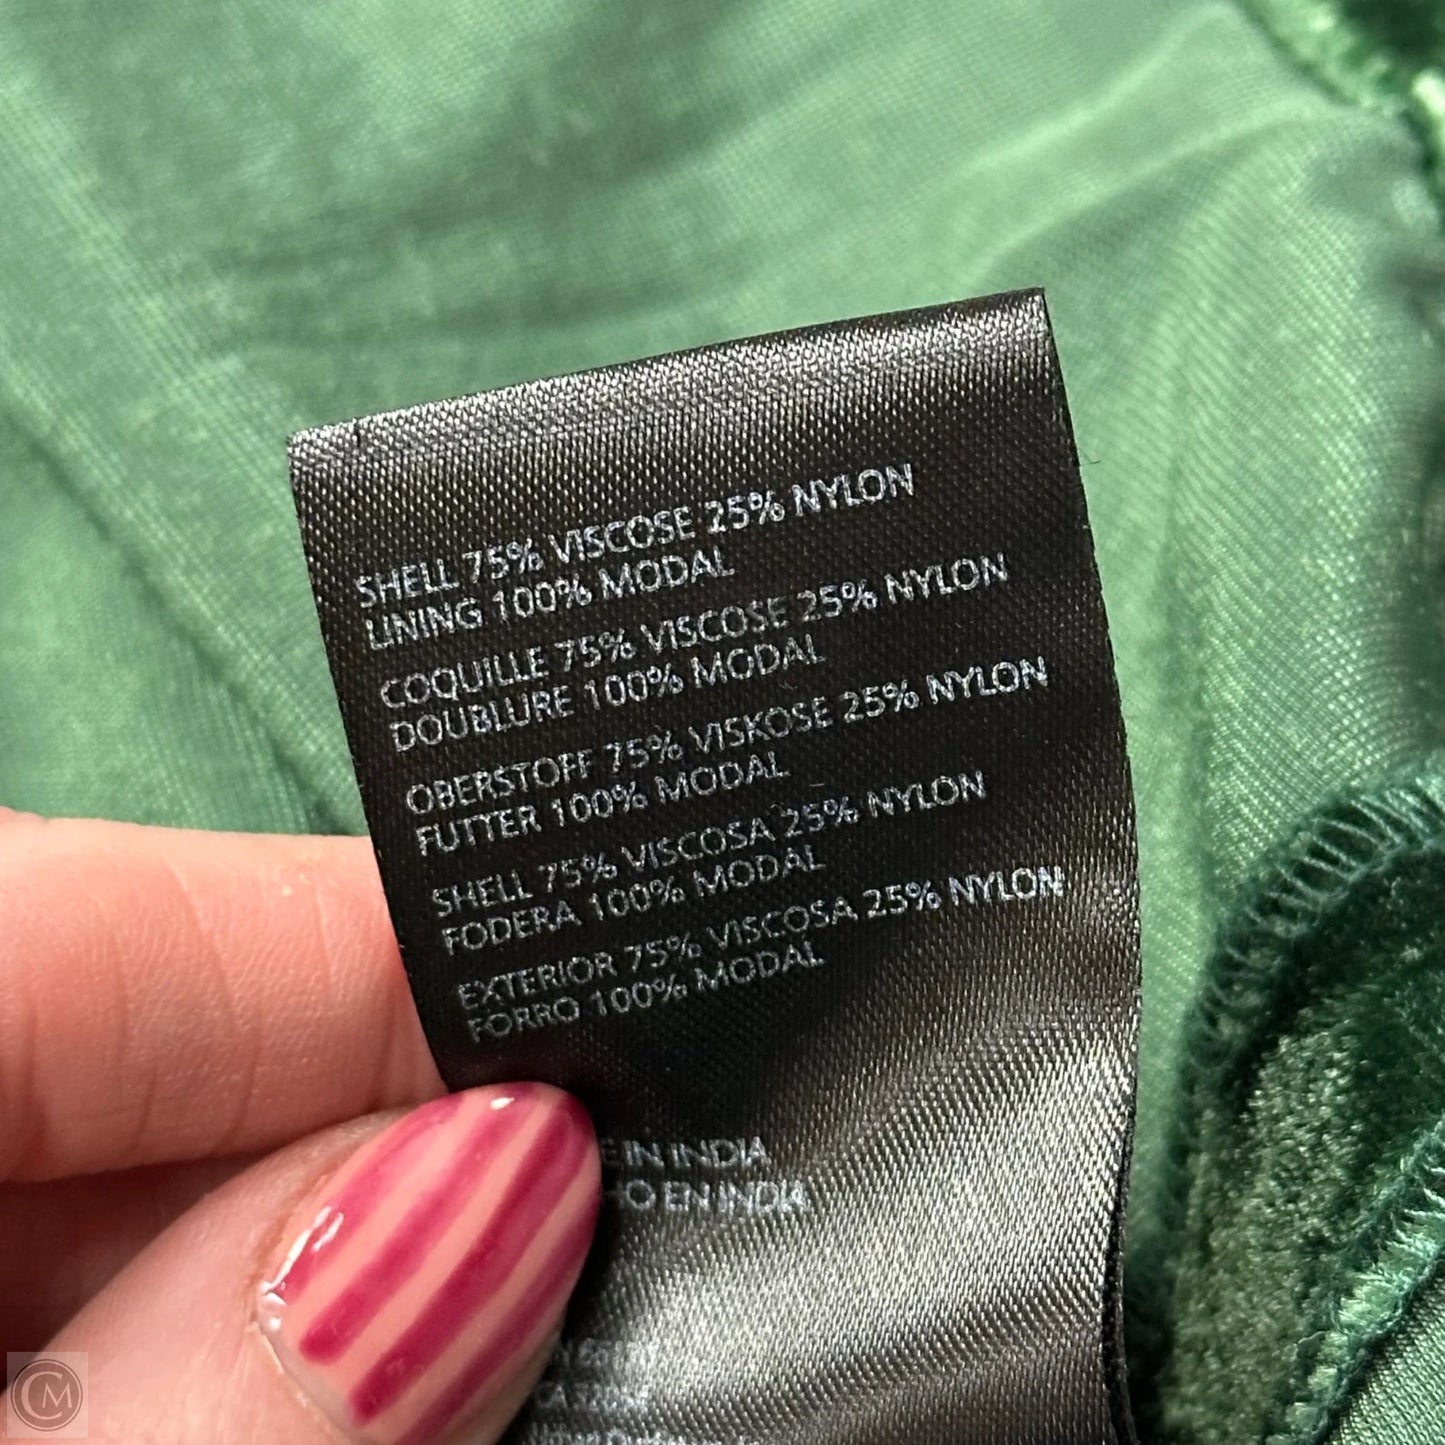 SHELL 75% VISCOSE 25% NYLON
LINING 100% MODAL
COQUILLE 75% VISCOSE 25% NYLON
DOUBLURE 100% MODAL
OBERSTOFF 75% VISKOSE 25% NYLON
FUTTER 100% MODAL
SHELL 75% VISCOSA 25% NYLON
FODERA 100% MODAL
EXTERIOR 75% VISCOSA 25% NYLON
FORRO 100% MODAL
IN INDIA
EN INDIA
CM